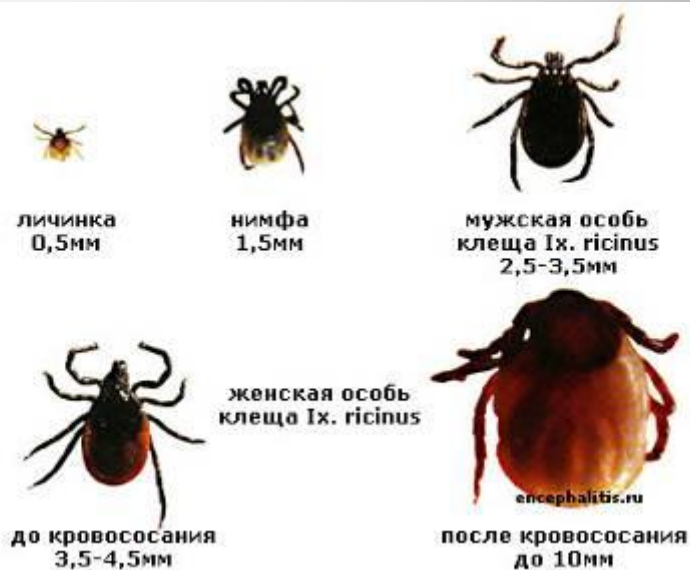 личинка
0,5мм
нимфа
1,5мм
мужская особь
клеща Ix. ricinus
2,5-3,5мм
женская особь
клеща Ix. ricinus
encephalitis.ru
до кровососания
3,5-4,5мм
после кровососания
до 10мм